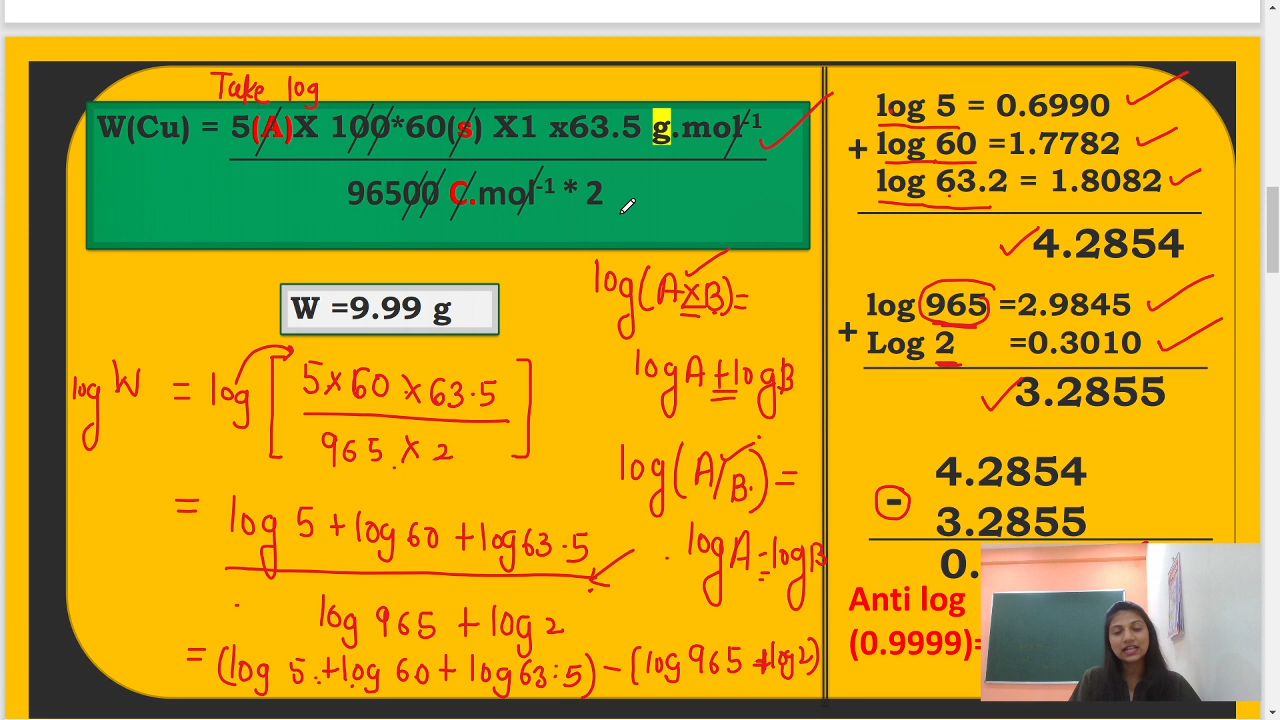 Take log
W(Cu) = 5(A)X 100*60(s) X1 x63.5 g.mol-1
96500 C.mol-1 * 2
W =9.99 g
log W = log [ 5×60×63.5
965 × 2 ]
= log 5 + log 60 + log 63.5
log 965 + log 2
= (log 5 + log 60 + log 63.5) - (log 965 + log 2)
log(A×B)=
log A + log B
log(A/B) =
log A - log B
log 5 = 0.6990
+ log 60 =1.7782
log 63.2 = 1.8082
4.2854
log 965 =2.9845
+ Log 2 =0.3010
3.2855
4.2854
- 3.2855
0.
Anti log
(0.9999)=